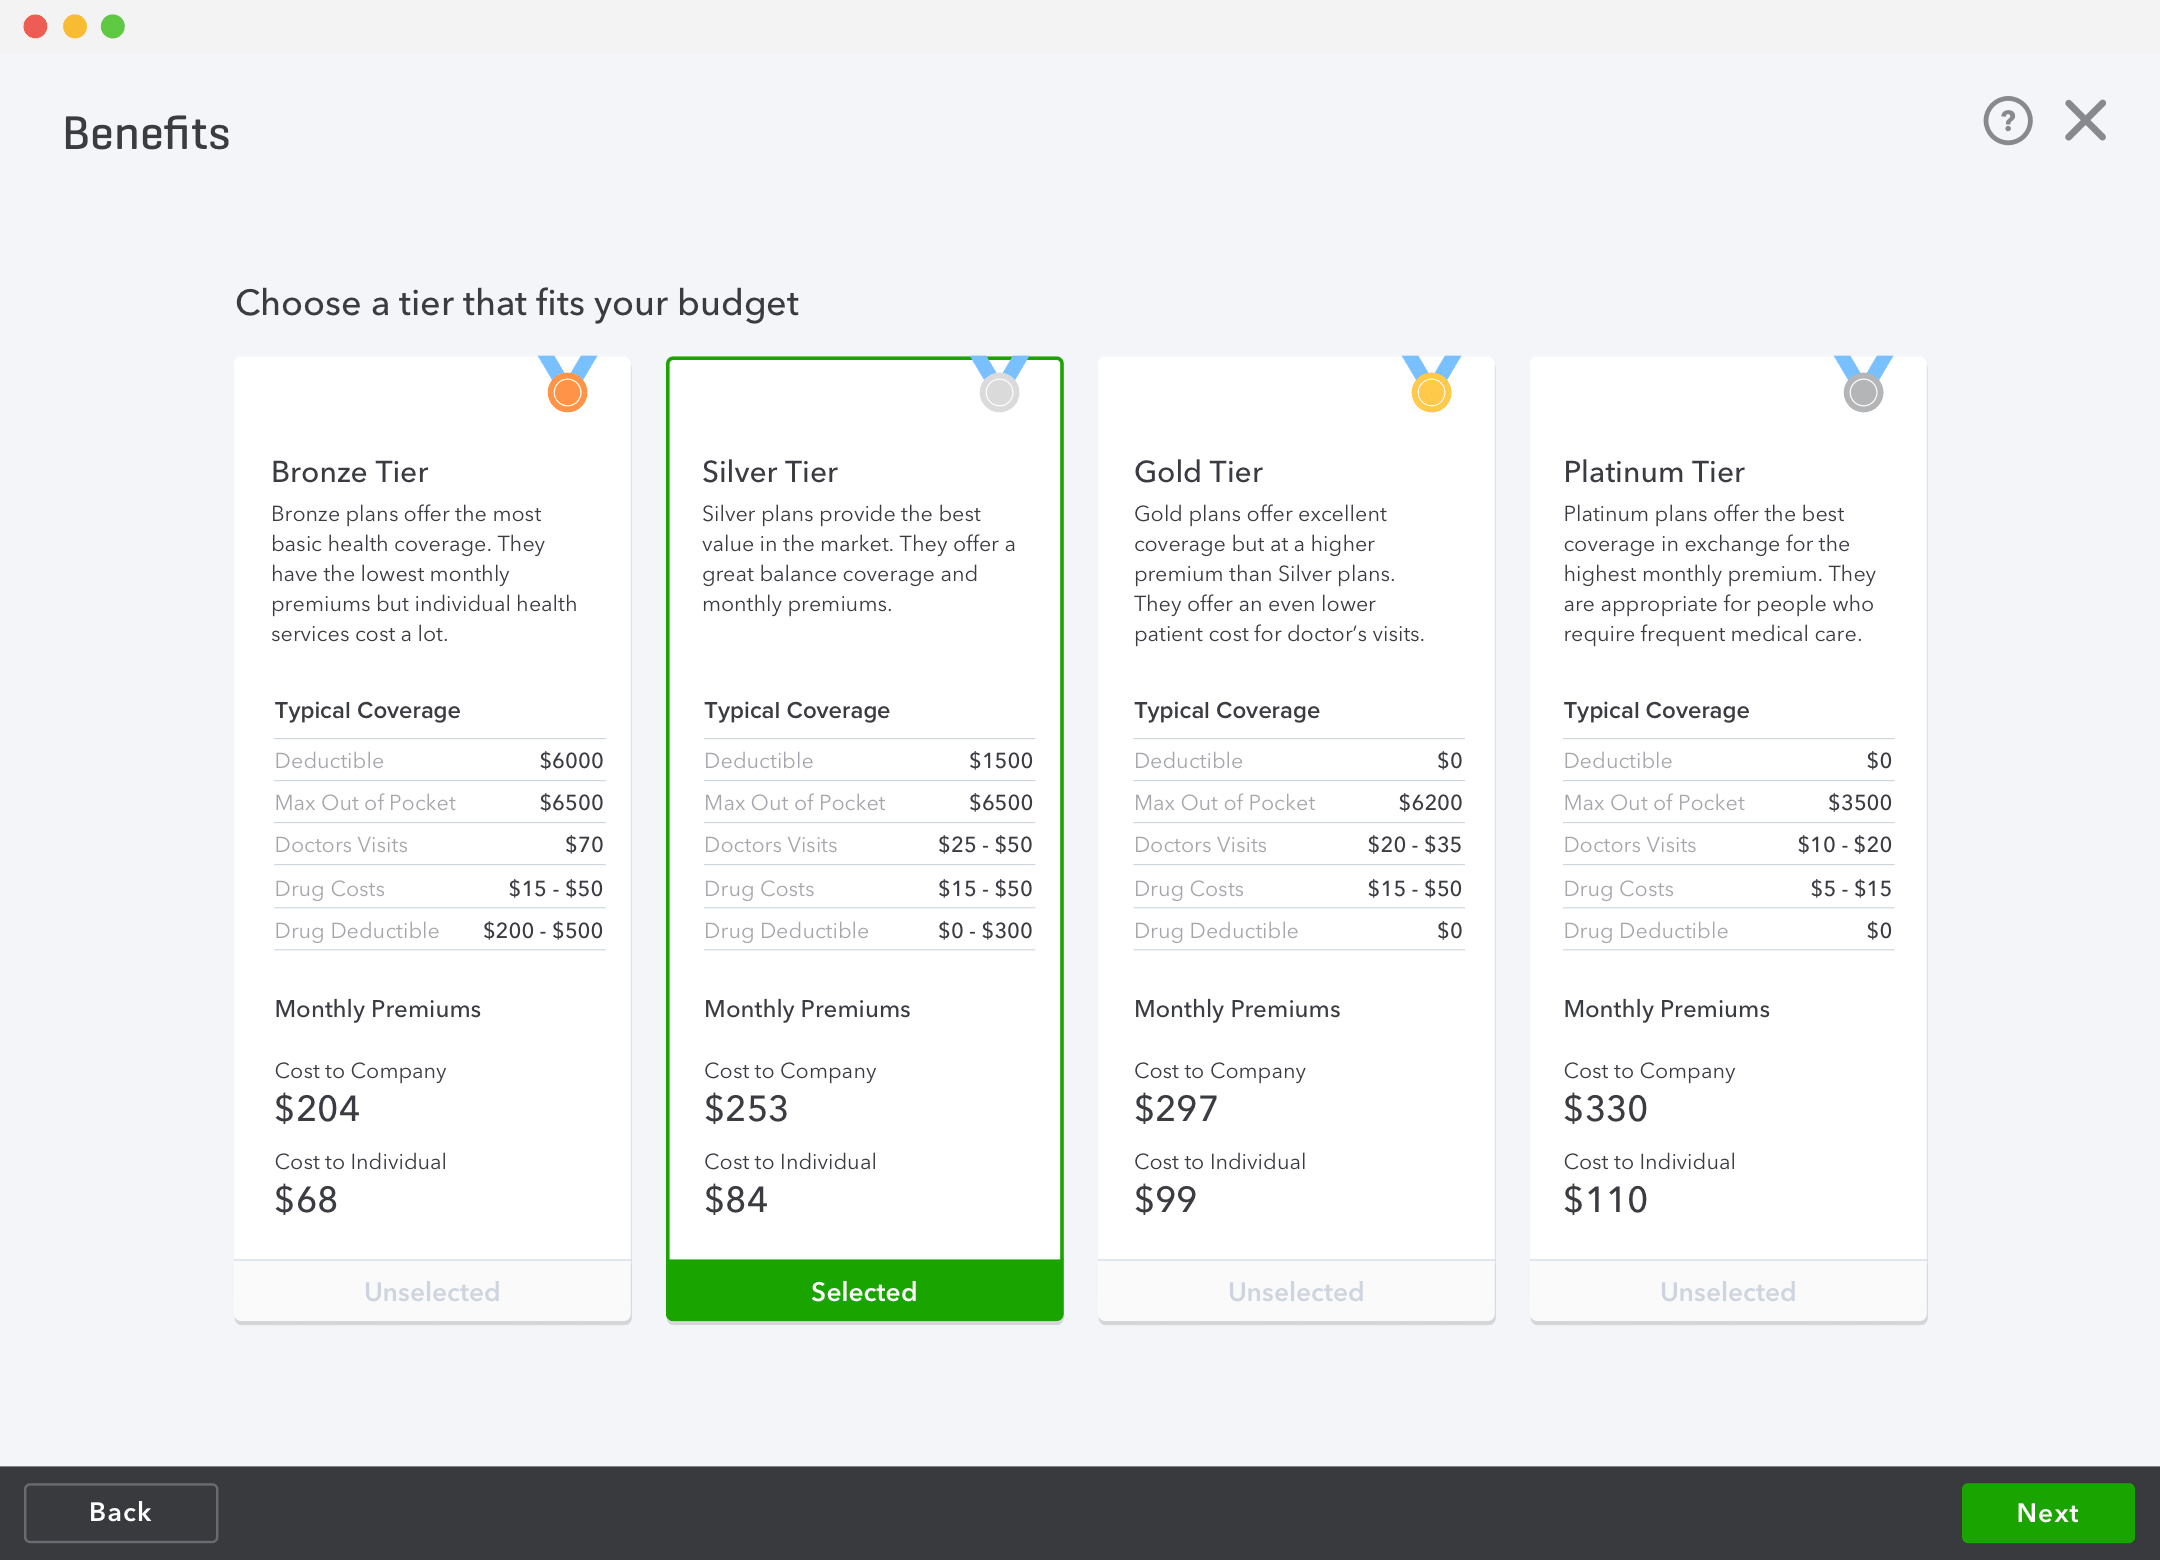 Benefits
?
Choose a tier that fits your budget
Bronze Tier
Bronze plans offer the most
basic health coverage. They
have the lowest monthly
premiums but individual health
services cost a lot.
Typical Coverage
Deductible $6000
Max Out of Pocket $6500
Doctors Visits $70
Drug Costs $15 - $50
Drug Deductible $200 - $500
Monthly Premiums
Cost to Company
$204
Cost to Individual
$68
Unselected
Silver Tier
Silver plans provide the best
value in the market. They offer a
great balance coverage and
monthly premiums.
Typical Coverage
Deductible $1500
Max Out of Pocket $6500
Doctors Visits $25 - $50
Drug Costs $15 - $50
Drug Deductible $0 - $300
Monthly Premiums
Cost to Company
$253
Cost to Individual
$84
Selected
Gold Tier
Gold plans offer excellent
coverage but at a higher
premium than Silver plans.
They offer an even lower
patient cost for doctor’s visits.
Typical Coverage
Deductible $0
Max Out of Pocket $6200
Doctors Visits $20 - $35
Drug Costs $15 - $50
Drug Deductible $0
Monthly Premiums
Cost to Company
$297
Cost to Individual
$99
Unselected
Platinum Tier
Platinum plans offer the best
coverage in exchange for the
highest monthly premium. They
are appropriate for people who
require frequent medical care.
Typical Coverage
Deductible $0
Max Out of Pocket $3500
Doctors Visits $10 - $20
Drug Costs $5 - $15
Drug Deductible $0
Monthly Premiums
Cost to Company
$330
Cost to Individual
$110
Unselected
Back
Next